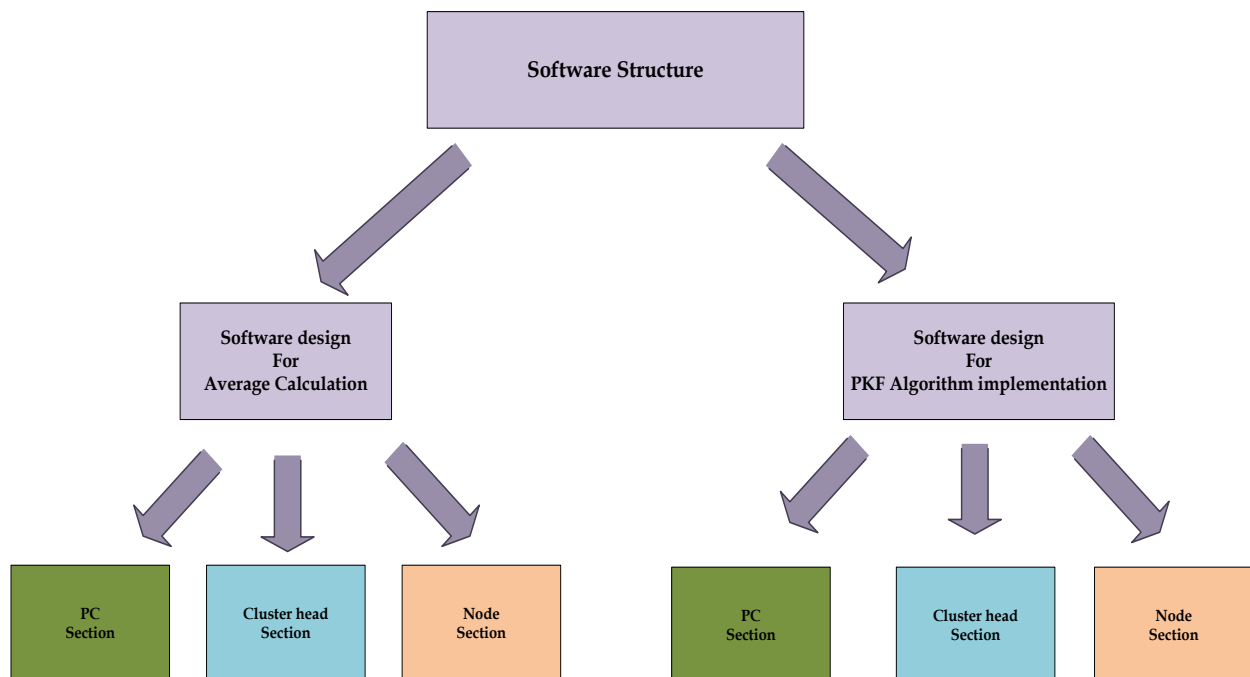 Software Structure
Software design
For
Average Calculation
Software design
For
PKF Algorithm implementation
PC
Section
Cluster head
Section
Node
Section
PC
Section
Cluster head
Section
Node
Section